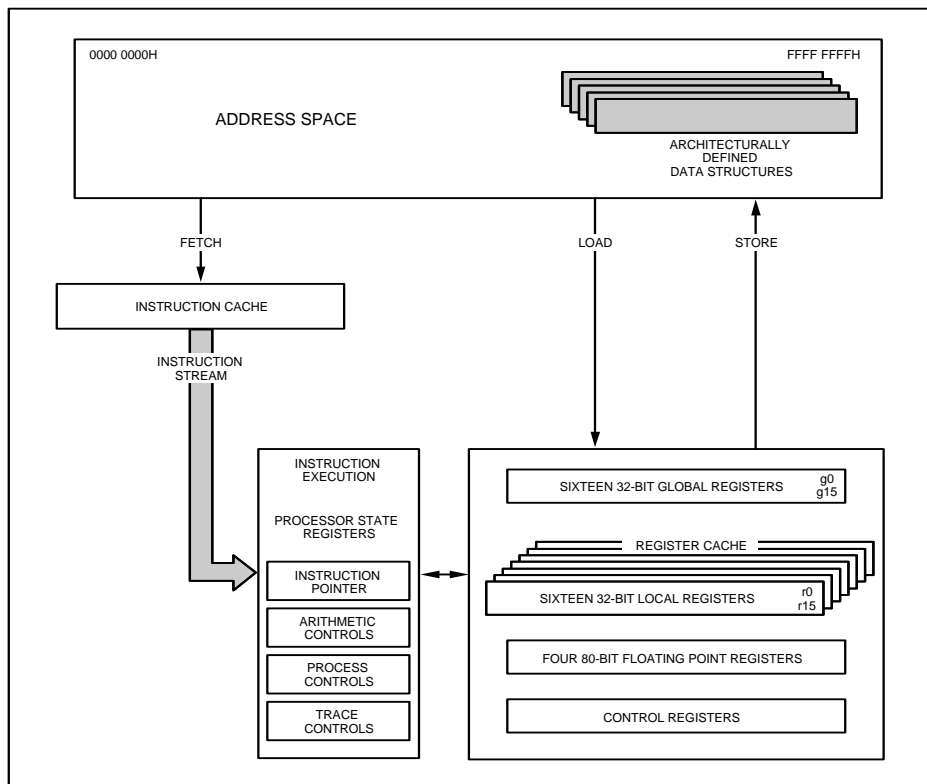 0000 0000H
FFFF FFFFH
ADDRESS SPACE
ARCHITECTURALLY
DEFINED
DATA STRUCTURES
FETCH
LOAD
STORE
INSTRUCTION CACHE
INSTRUCTION
STREAM
INSTRUCTION
EXECUTION
PROCESSOR STATE
REGISTERS
INSTRUCTION
POINTER
ARITHMETIC
CONTROLS
PROCESS
CONTROLS
TRACE
CONTROLS
SIXTEEN 32-BIT GLOBAL REGISTERS
g0
g15
REGISTER CACHE
SIXTEEN 32-BIT LOCAL REGISTERS
r0
r15
FOUR 80-BIT FLOATING POINT REGISTERS
CONTROL REGISTERS